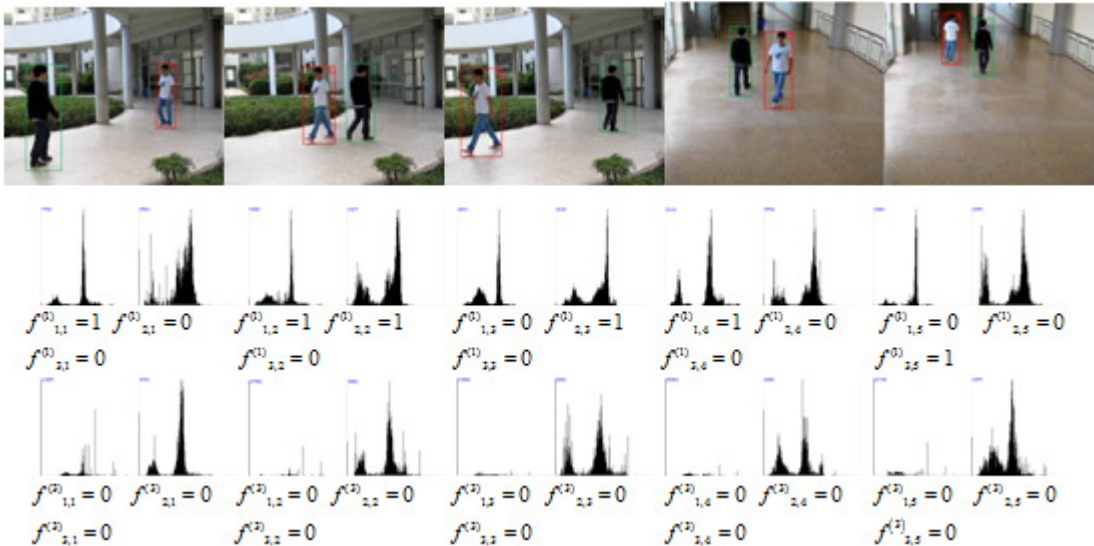 f⁽¹⁾₁,₁ = 1 f⁽¹⁾₂,₁ = 0 f⁽¹⁾₁,₂ = 1 f⁽¹⁾₂,₂ = 1 f⁽¹⁾₁,₃ = 0 f⁽¹⁾₂,₃ = 1 f⁽¹⁾₁,₄ = 1 f⁽¹⁾₂,₄ = 0 f⁽¹⁾₁,₅ = 0 f⁽¹⁾₂,₅ = 0
f⁽¹⁾₃,₁ = 0 f⁽¹⁾₃,₂ = 0 f⁽¹⁾₃,₃ = 0 f⁽¹⁾₃,₄ = 0 f⁽¹⁾₃,₅ = 1
f⁽²⁾₁,₁ = 0 f⁽²⁾₂,₁ = 0 f⁽²⁾₁,₂ = 0 f⁽²⁾₂,₂ = 0 f⁽²⁾₁,₃ = 0 f⁽²⁾₂,₃ = 0 f⁽²⁾₁,₄ = 0 f⁽²⁾₂,₄ = 0 f⁽²⁾₁,₅ = 0 f⁽²⁾₂,₅ = 0
f⁽²⁾₃,₁ = 0 f⁽²⁾₃,₂ = 0 f⁽²⁾₃,₃ = 0 f⁽²⁾₃,₄ = 0 f⁽²⁾₃,₅ = 0